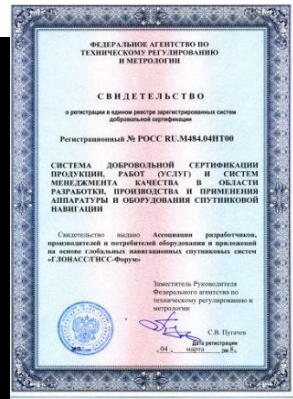 ФЕДЕРАЛЬНОЕ АГЕНТСТВО ПО
ТЕХНИЧЕСКОМУ РЕГУЛИРОВАНИЮ
И МЕТРОЛОГИИ
СВИДЕТЕЛЬСТВО
о регистрации в едином реестре зарегистрированных систем
добровольной сертификации
Регистрационный № РОСС RU.М484.04НТ00
СИСТЕМА ДОБРОВОЛЬНОЙ СЕРТИФИКАЦИИ
ПРОДУКЦИИ, РАБОТ (УСЛУГ) И СИСТЕМ
МЕНЕДЖМЕНТА КАЧЕСТВА В ОБЛАСТИ
РАЗРАБОТКИ, ПРОИЗВОДСТВА И ПРИМЕНЕНИЯ
АППАРАТУРЫ И ОБОРУДОВАНИЯ СПУТНИКОВОЙ
НАВИГАЦИИ
Свидетельство выдано Ассоциации разработчиков,
производителей и потребителей оборудования и приложений
на основе глобальных навигационных спутниковых систем
«ГЛОНАСС/ГНСС-Форум»
Заместитель Руководителя
Федерального агентства по
техническому регулированию и
метрологии
С.В. Пугачев
Дата регистрации
„ 04 „ марта